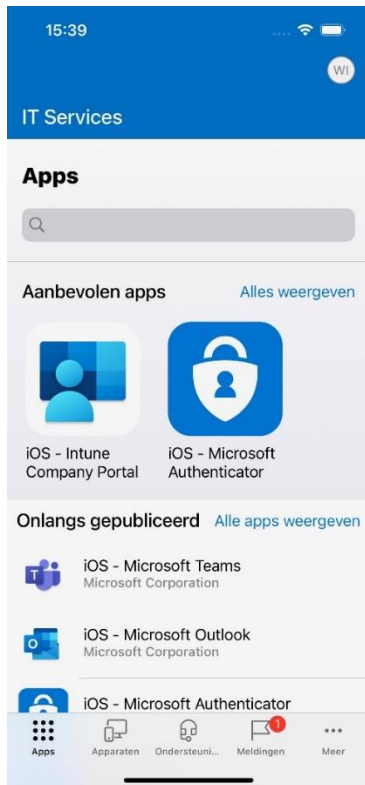 15:39
WI
IT Services
Apps
Aanbevolen apps Alles weergeven
iOS - Intune
Company Portal
iOS - Microsoft
Authenticator
Onlangs gepubliceerd Alle apps weergeven
iOS - Microsoft Teams
Microsoft Corporation
iOS - Microsoft Outlook
Microsoft Corporation
iOS - Microsoft Authenticator
1
Apps Apparaten Ondersteuni... Meldingen Meer